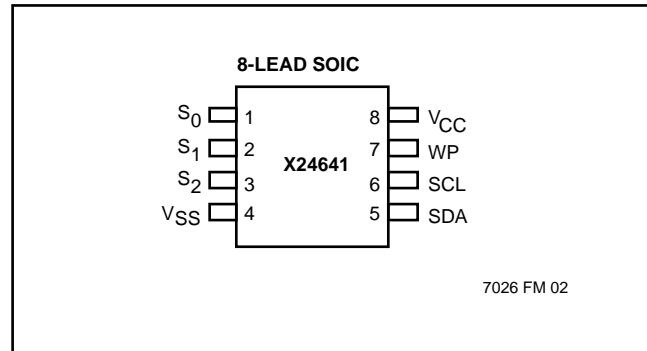 8-LEAD SOIC
S0 1 8 VCC
S1 2 X24641 7 WP
S2 3 6 SCL
VSS 4 5 SDA
7026 FM 02